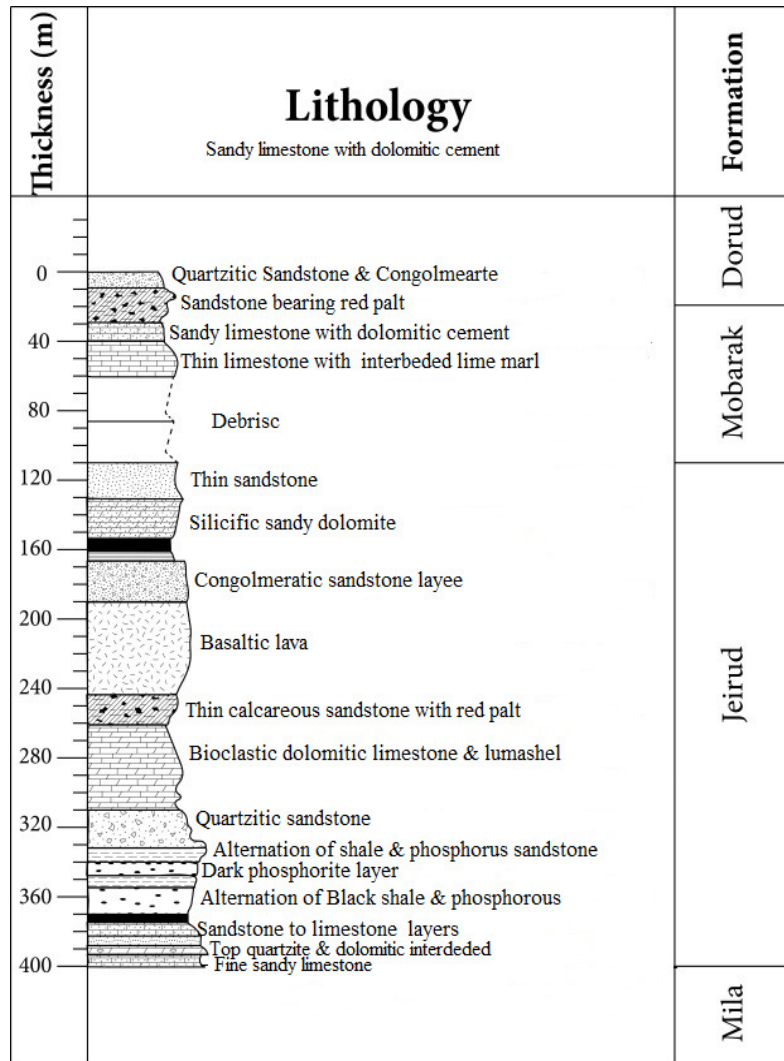 Thickness (m)
Lithology
Sandy limestone with dolomitic cement
Formation
0
40
80
120
160
200
240
280
320
360
400
Quartzitic Sandstone & Congolmearte
Sandstone bearing red palt
Sandy limestone with dolomitic cement
Thin limestone with interbeded lime marl
Debrisc
Thin sandstone
Silicific sandy dolomite
Congolmeratic sandstone layee
Basaltic lava
Thin calcareous sandstone with red palt
Bioclastic dolomitic limestone & lumashel
Quartzitic sandstone
Alternation of shale & phosphorus sandstone
Dark phosphorite layer
Alternation of Black shale & phosphorous
Sandstone to limestone layers
Top quartzite & dolomitic interdeded
Fine sandy limestone
Dorud
Mobarak
Jeirud
Mila